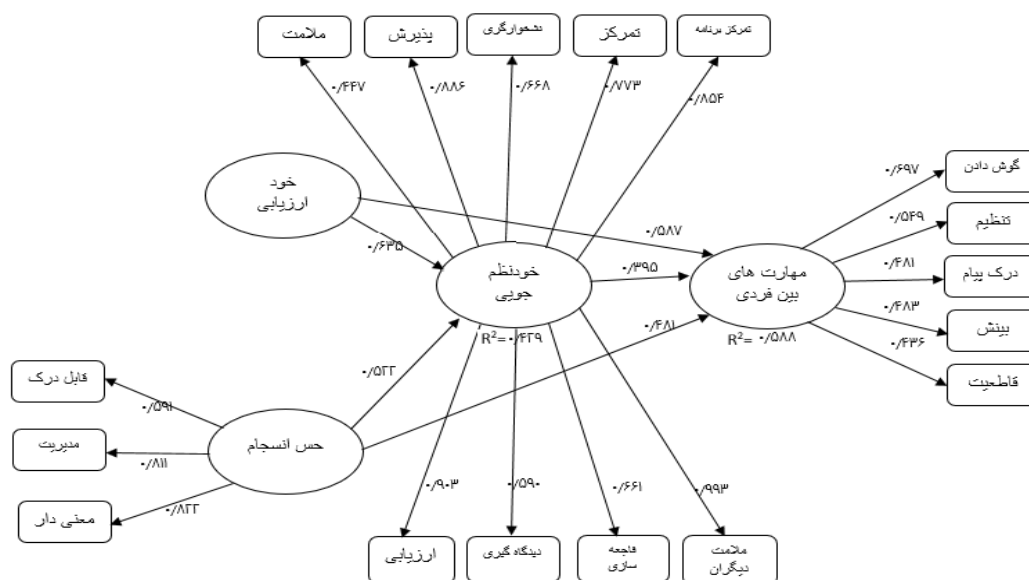 ملامت
پذیرش
نشخوارگری
تمرکز
تمرکز برنامه
۰/۴۴۷
۰/۸۸۶
۰/۶۶۸
۰/۷۷۳
۰/۸۵۴
گوش دادن
۰/۶۹۷
خود
ارزیابی
تنظیم
۰/۵۴۹
۰/۵۸۷
۰/۶۳۵
خودنظم
جویی
۰/۳۹۵
مهارت های
بین فردی
۰/۴۸۱
درک پیام
۰/۴۸۳
بینش
R²=۰/۴۲۹
۰/۴۸۱
R²= ۰/۵۸۸
۰/۴۳۶
قاطعیت
قابل درک
۰/۵۹۱
۰/۵۲۲
مدیریت
۰/۸۱۱
حس انسجام
معنی دار
۰/۸۲۲
۰/۹۰۳
۰/۵۹۰
۰/۶۶۱
۰/۹۹۳
ارزیابی
دیدگاه گیری
فاجعه
سازی
ملامت
دیگران